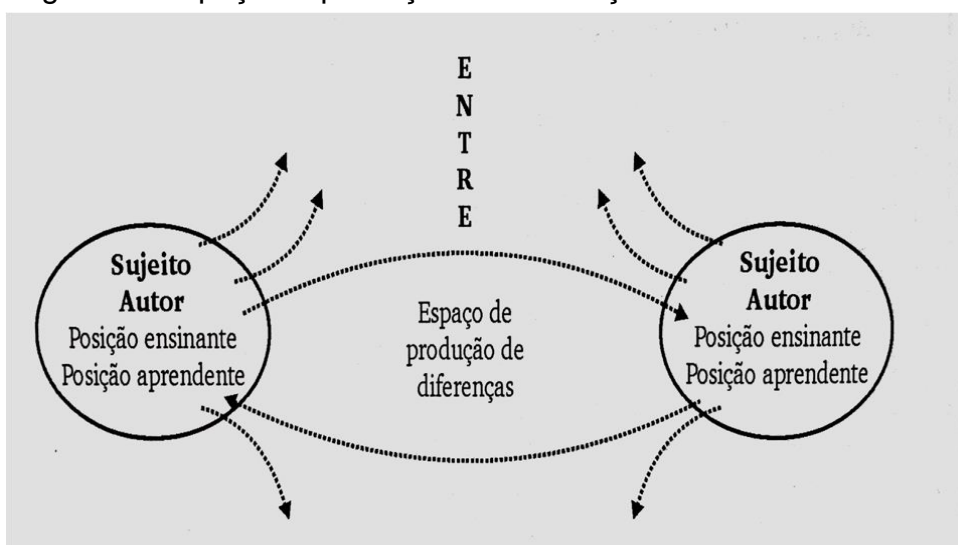 E
N
T
R
E
Sujeito
Autor
Posição ensinante
Posição aprendente
Espaço de
produção de
diferenças
Sujeito
Autor
Posição ensinante
Posição aprendente